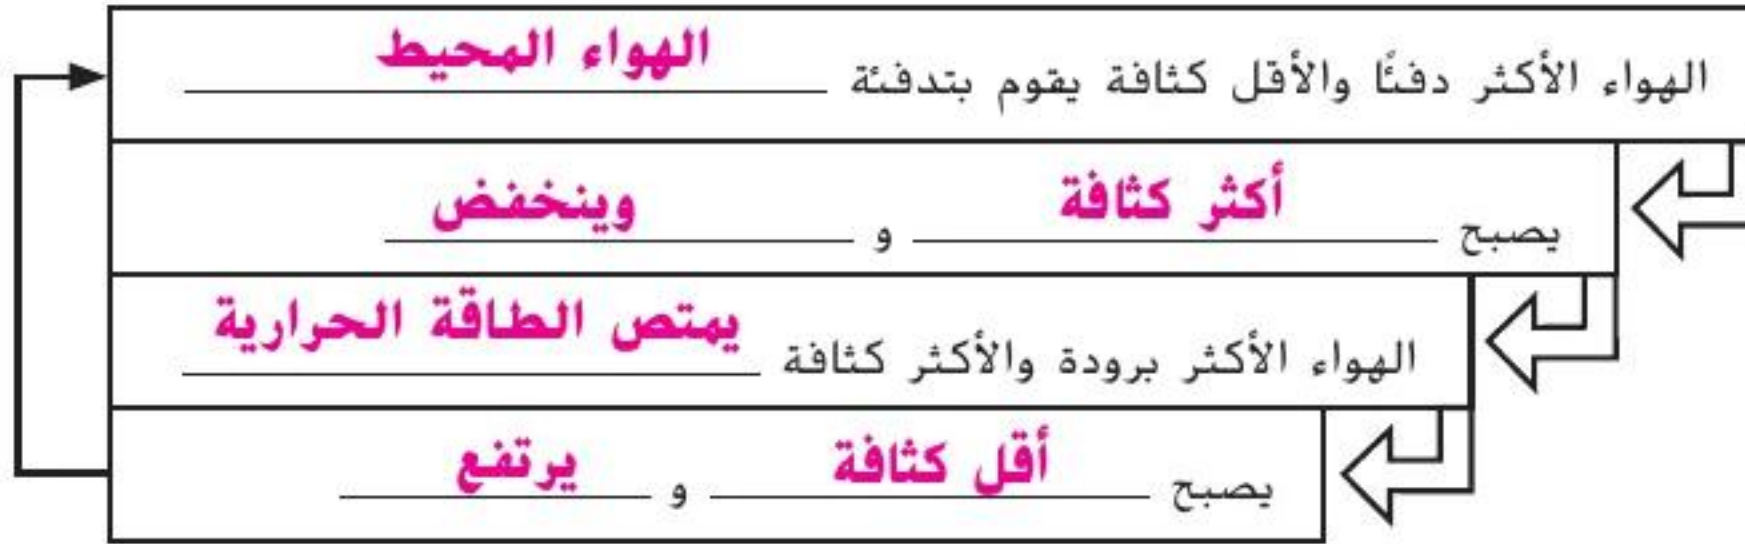 الهواء الأكثر دفئًا والأقل كثافة يقوم بتدفئة الهواء المحيط
يصبح أكثر كثافة و وينخفض
الهواء الأكثر برودة والأكثر كثافة يمتص الطاقة الحرارية
يصبح أقل كثافة و يرتفع